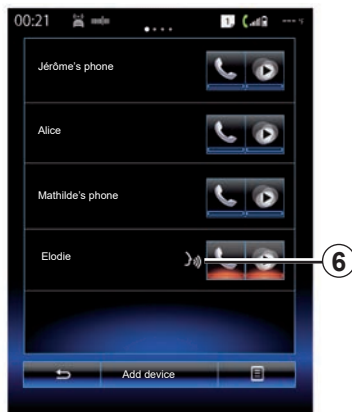 00:21
Jérôme's phone
Alice
Mathilde's phone
Elodie
6
Add device